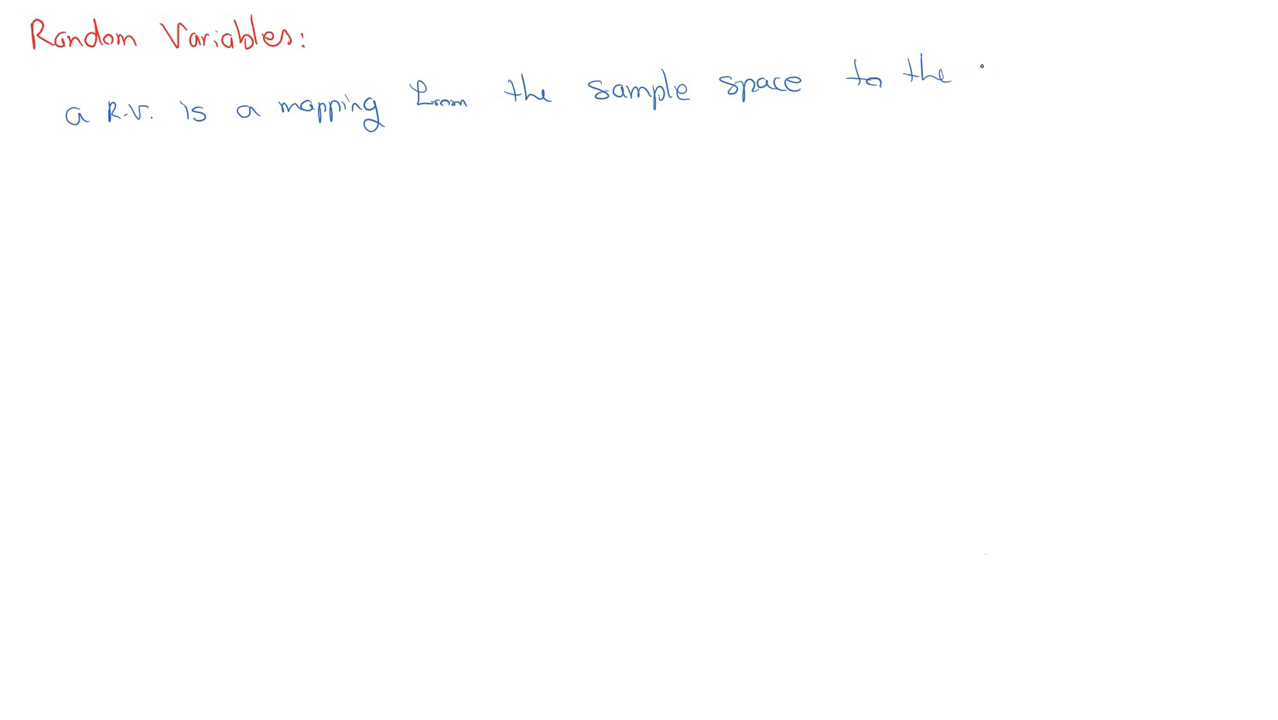 Random Variables:
a R.V. is a mapping from the sample space to the